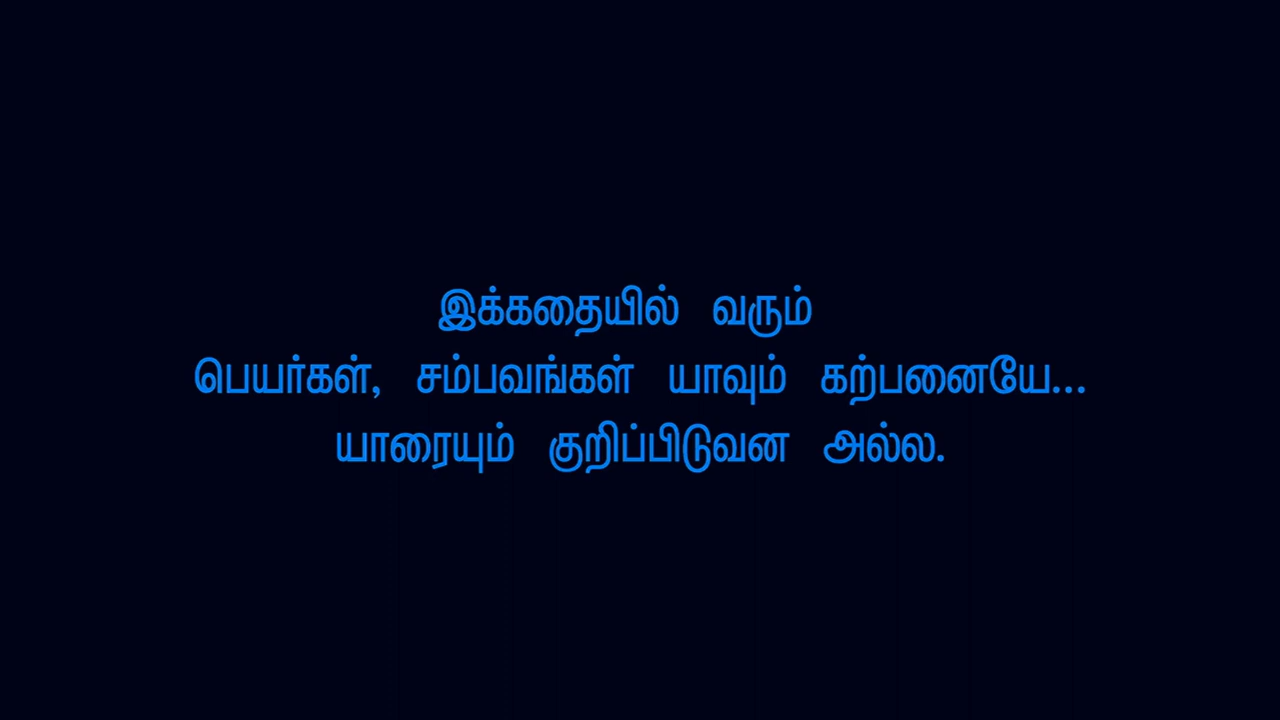 இக்கதையில் வரும்
பெயர்கள், சம்பவங்கள் யாவும் கற்பனையே...
யாரையும் குறிப்பிடுவன அல்ல.